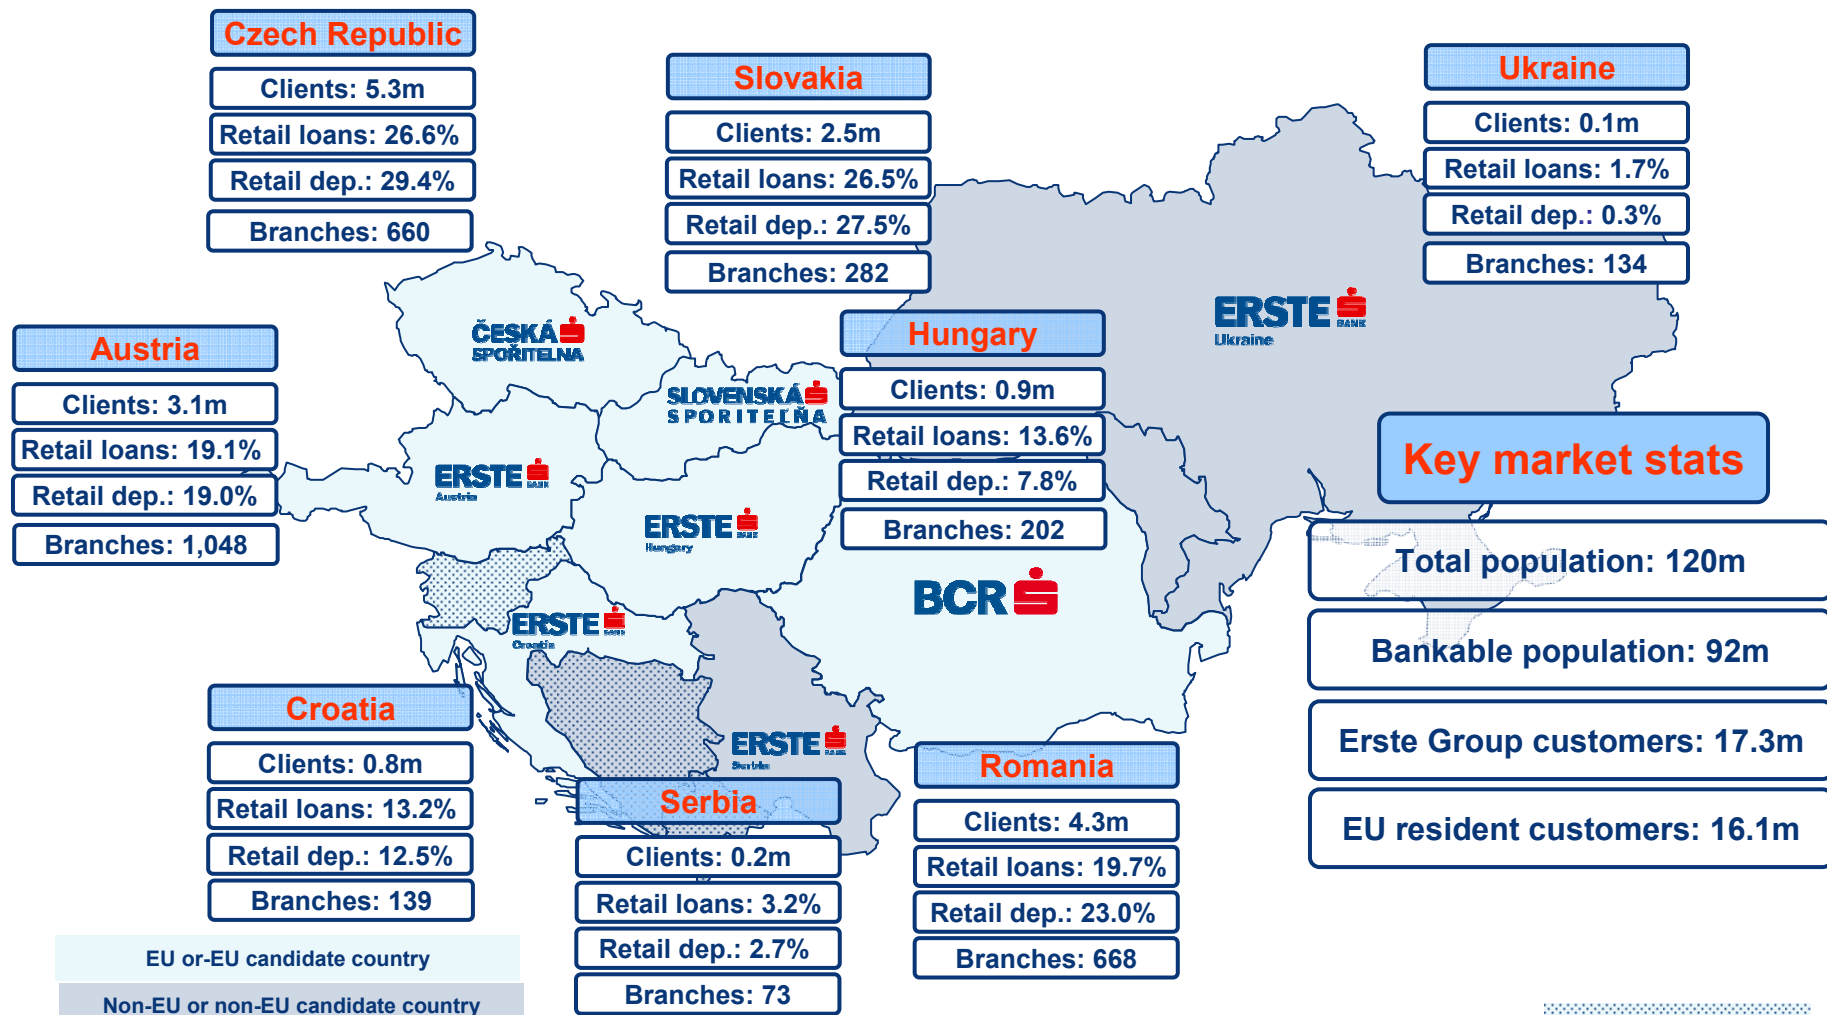 Czech Republic
Clients: 5.3m
Retail loans: 26.6%
Retail dep.: 29.4%
Branches: 660
Slovakia
Clients: 2.5m
Retail loans: 26.5%
Retail dep.: 27.5%
Branches: 282
Ukraine
Clients: 0.1m
Retail loans: 1.7%
Retail dep.: 0.3%
Branches: 134
ČESKÁ
SPOŘITELNA
ERSTE BANK
Ukraine
Austria
Clients: 3.1m
Retail loans: 19.1%
Retail dep.: 19.0%
Branches: 1,048
SLOVENSKÁ
SPORITEĽŇA
Hungary
Clients: 0.9m
Retail loans: 13.6%
Retail dep.: 7.8%
Branches: 202
ERSTE BANK
Austria
ERSTE BANK
Hungary
Key market stats
Total population: 120m
Bankable population: 92m
Erste Group customers: 17.3m
EU resident customers: 16.1m
BCR
ERSTE BANK
Croatia
Croatia
Clients: 0.8m
Retail loans: 13.2%
Retail dep.: 12.5%
Branches: 139
ERSTE BANK
Serbia
Serbia
Clients: 0.2m
Retail loans: 3.2%
Retail dep.: 2.7%
Branches: 73
Romania
Clients: 4.3m
Retail loans: 19.7%
Retail dep.: 23.0%
Branches: 668
EU or-EU candidate country
Non-EU or non-EU candidate country